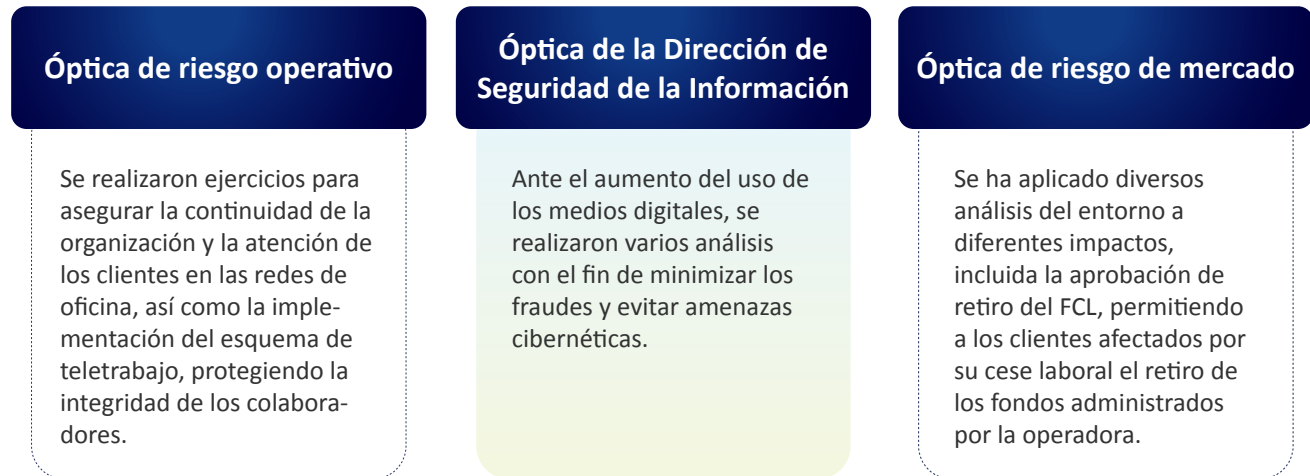 Óptica de riesgo operativo
Se realizaron ejercicios para
asegurar la continuidad de la
organización y la atención de
los clientes en las redes de
oficina, así como la imple-
mentación del esquema de
teletrabajo, protegiendo la
integridad de los colabora-
dores.
Óptica de la Dirección de
Seguridad de la Información
Ante el aumento del uso de
los medios digitales, se
realizaron varios análisis
con el fin de minimizar los
fraudes y evitar amenazas
cibernéticas.
Óptica de riesgo de mercado
Se ha aplicado diversos
análisis del entorno a
diferentes impactos,
incluida la aprobación de
retiro del FCL, permitiendo
a los clientes afectados por
su cese laboral el retiro de
los fondos administrados
por la operadora.